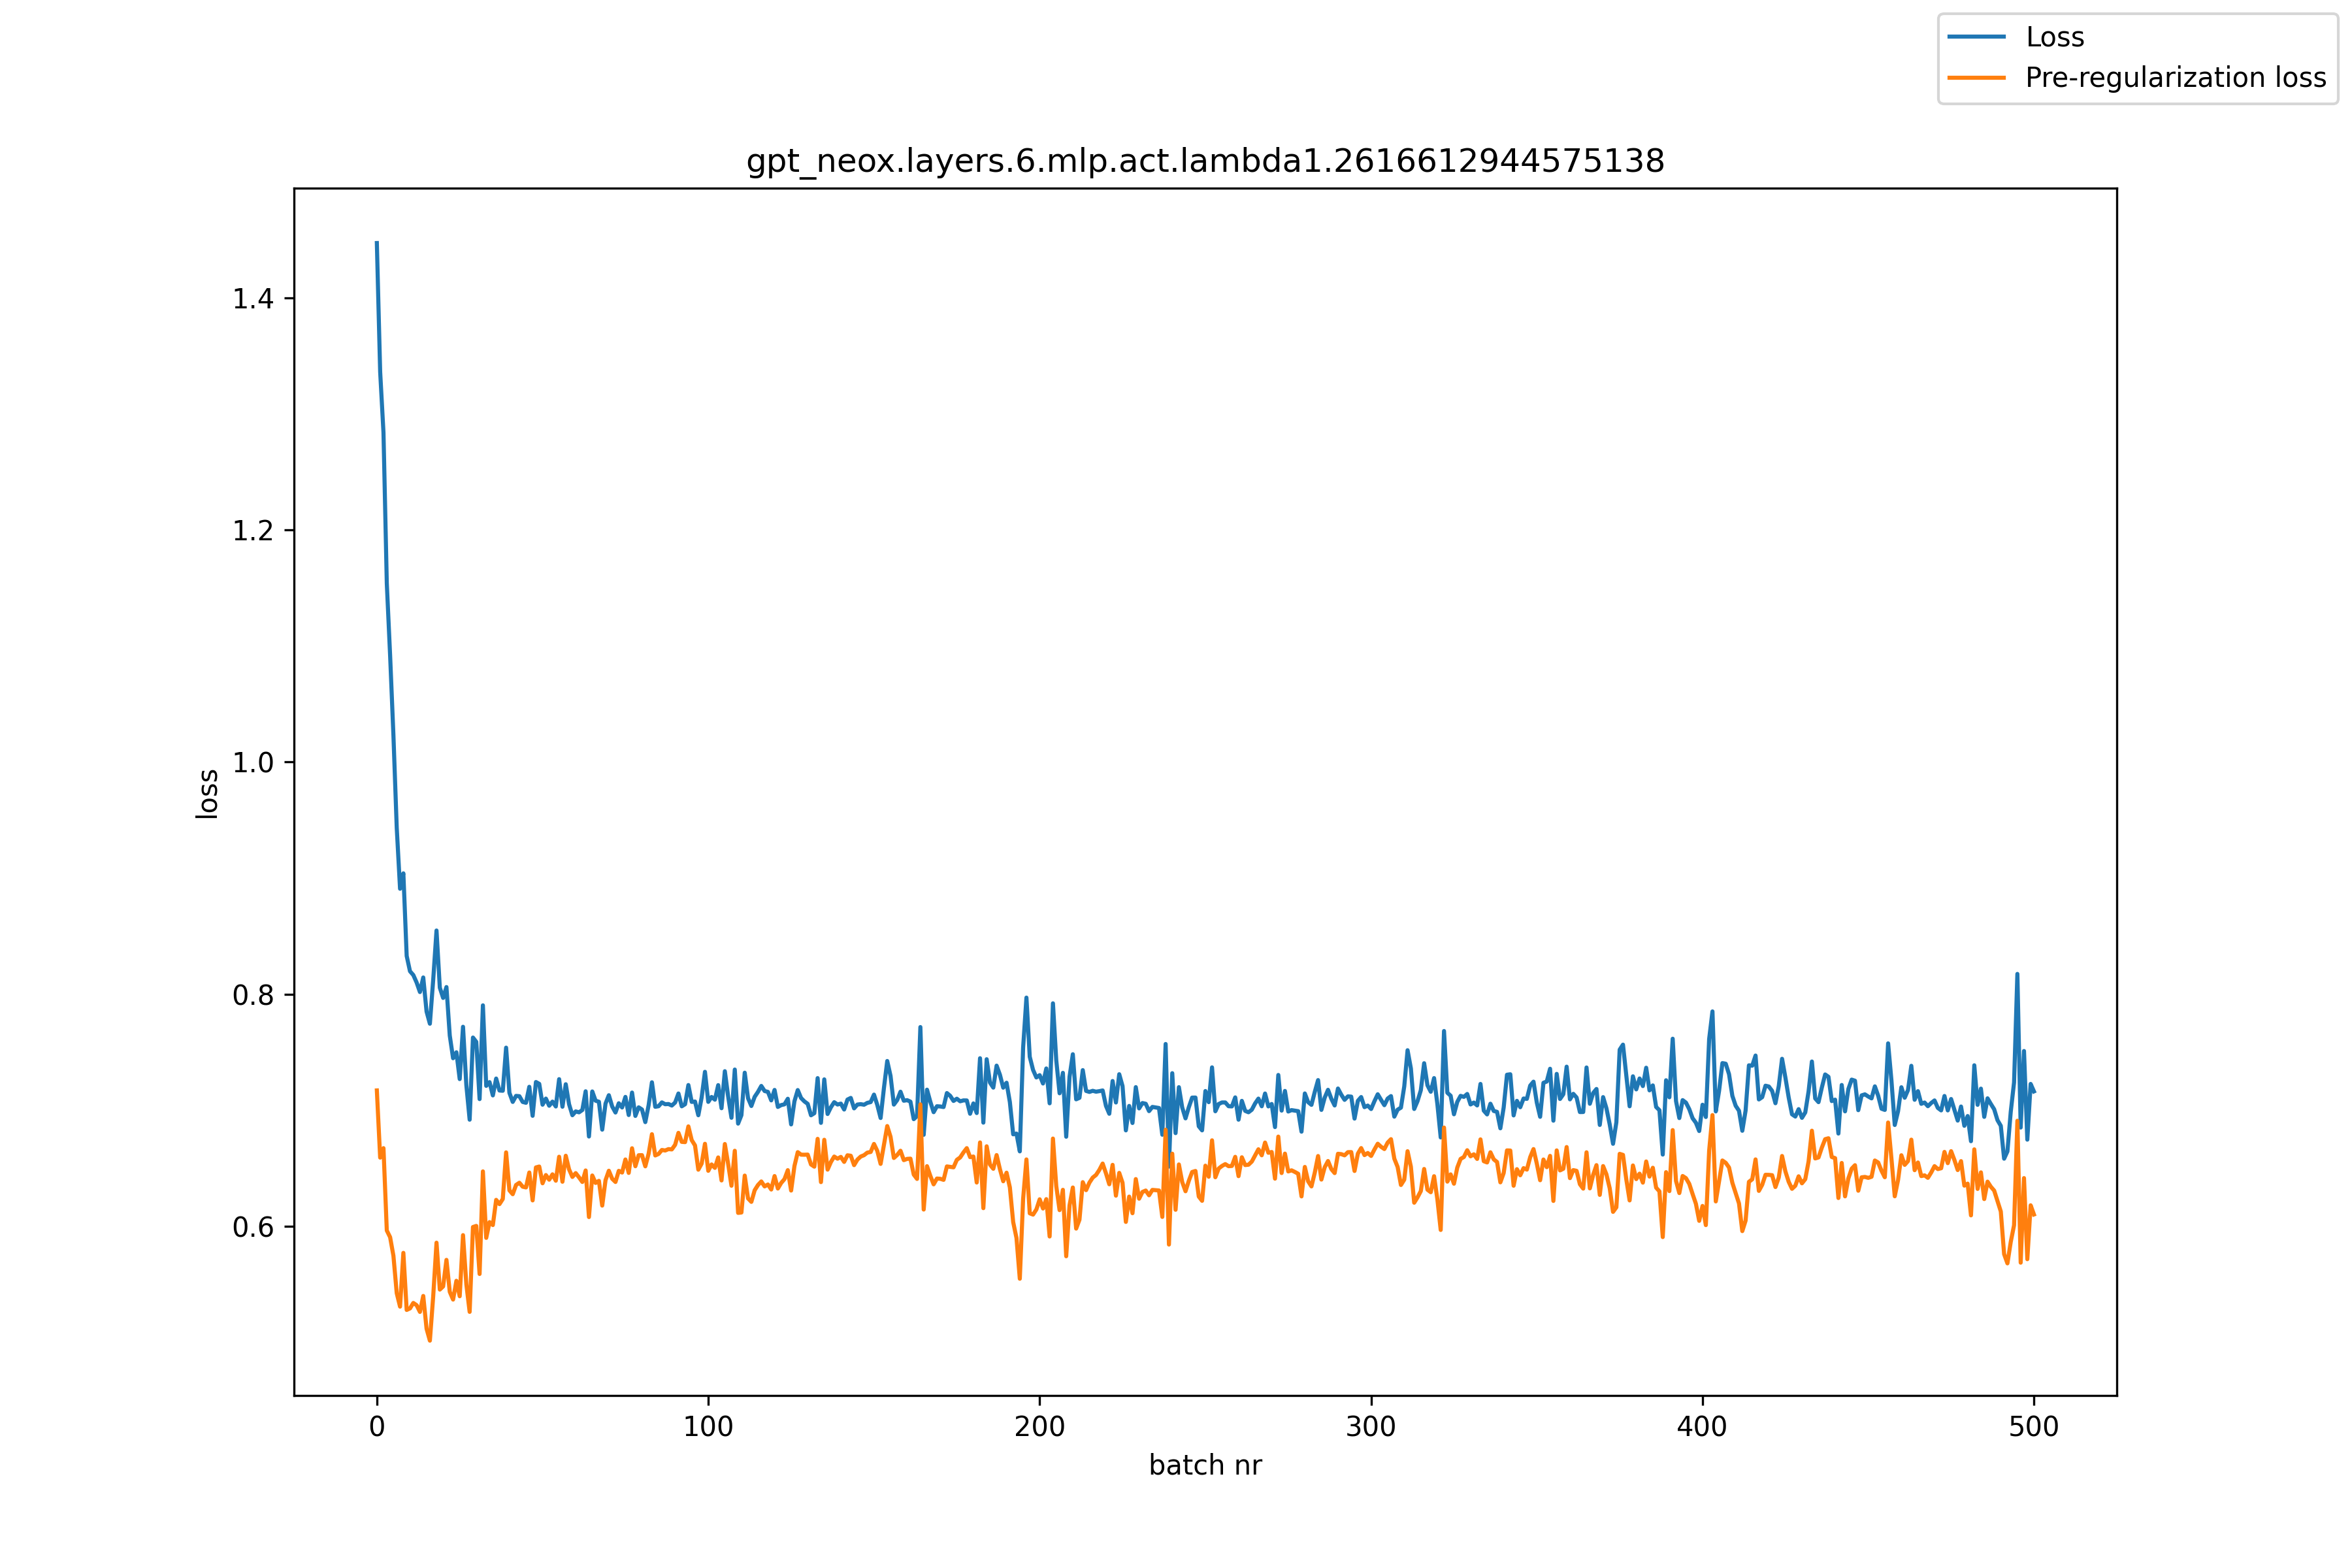 Loss
Pre-regularization loss
gpt_neox.layers.6.mlp.act.lambda1.2616612944575138
1.4
1.2
1.0
0.8
0.6
loss
0 100 200 300 400 500
batch nr